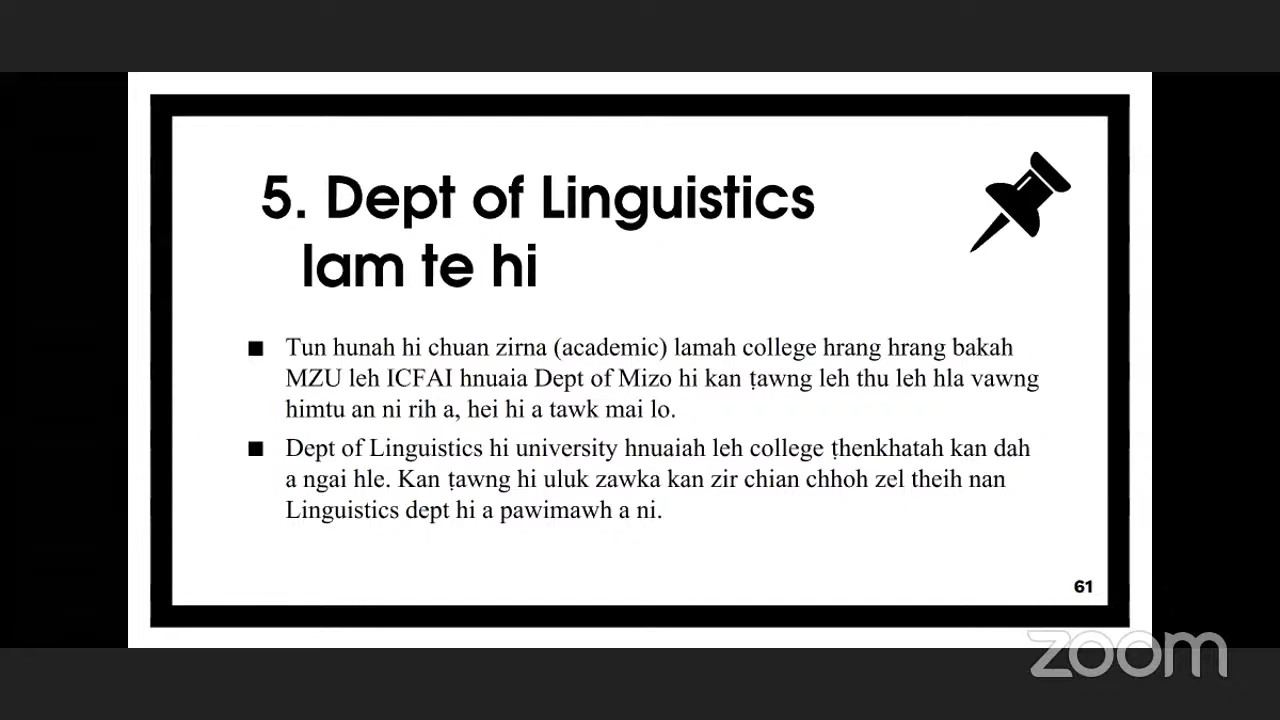 5. Dept of Linguistics
lam te hi
■ Tun hunah hi chuan zirna (academic) lamah college hrang hrang bakah
MZU leh ICFAI hnuaia Dept of Mizo hi kan ṭawng leh thu leh hla vawng
himtu an ni rih a, hei hi a tawk mai lo.
■ Dept of Linguistics hi university hnuaiah leh college ṭhenkhatah kan dah
a ngai hle. Kan ṭawng hi uluk zawka kan zir chian chhoh zel theih nan
Linguistics dept hi a pawimawh a ni.
61
zoom